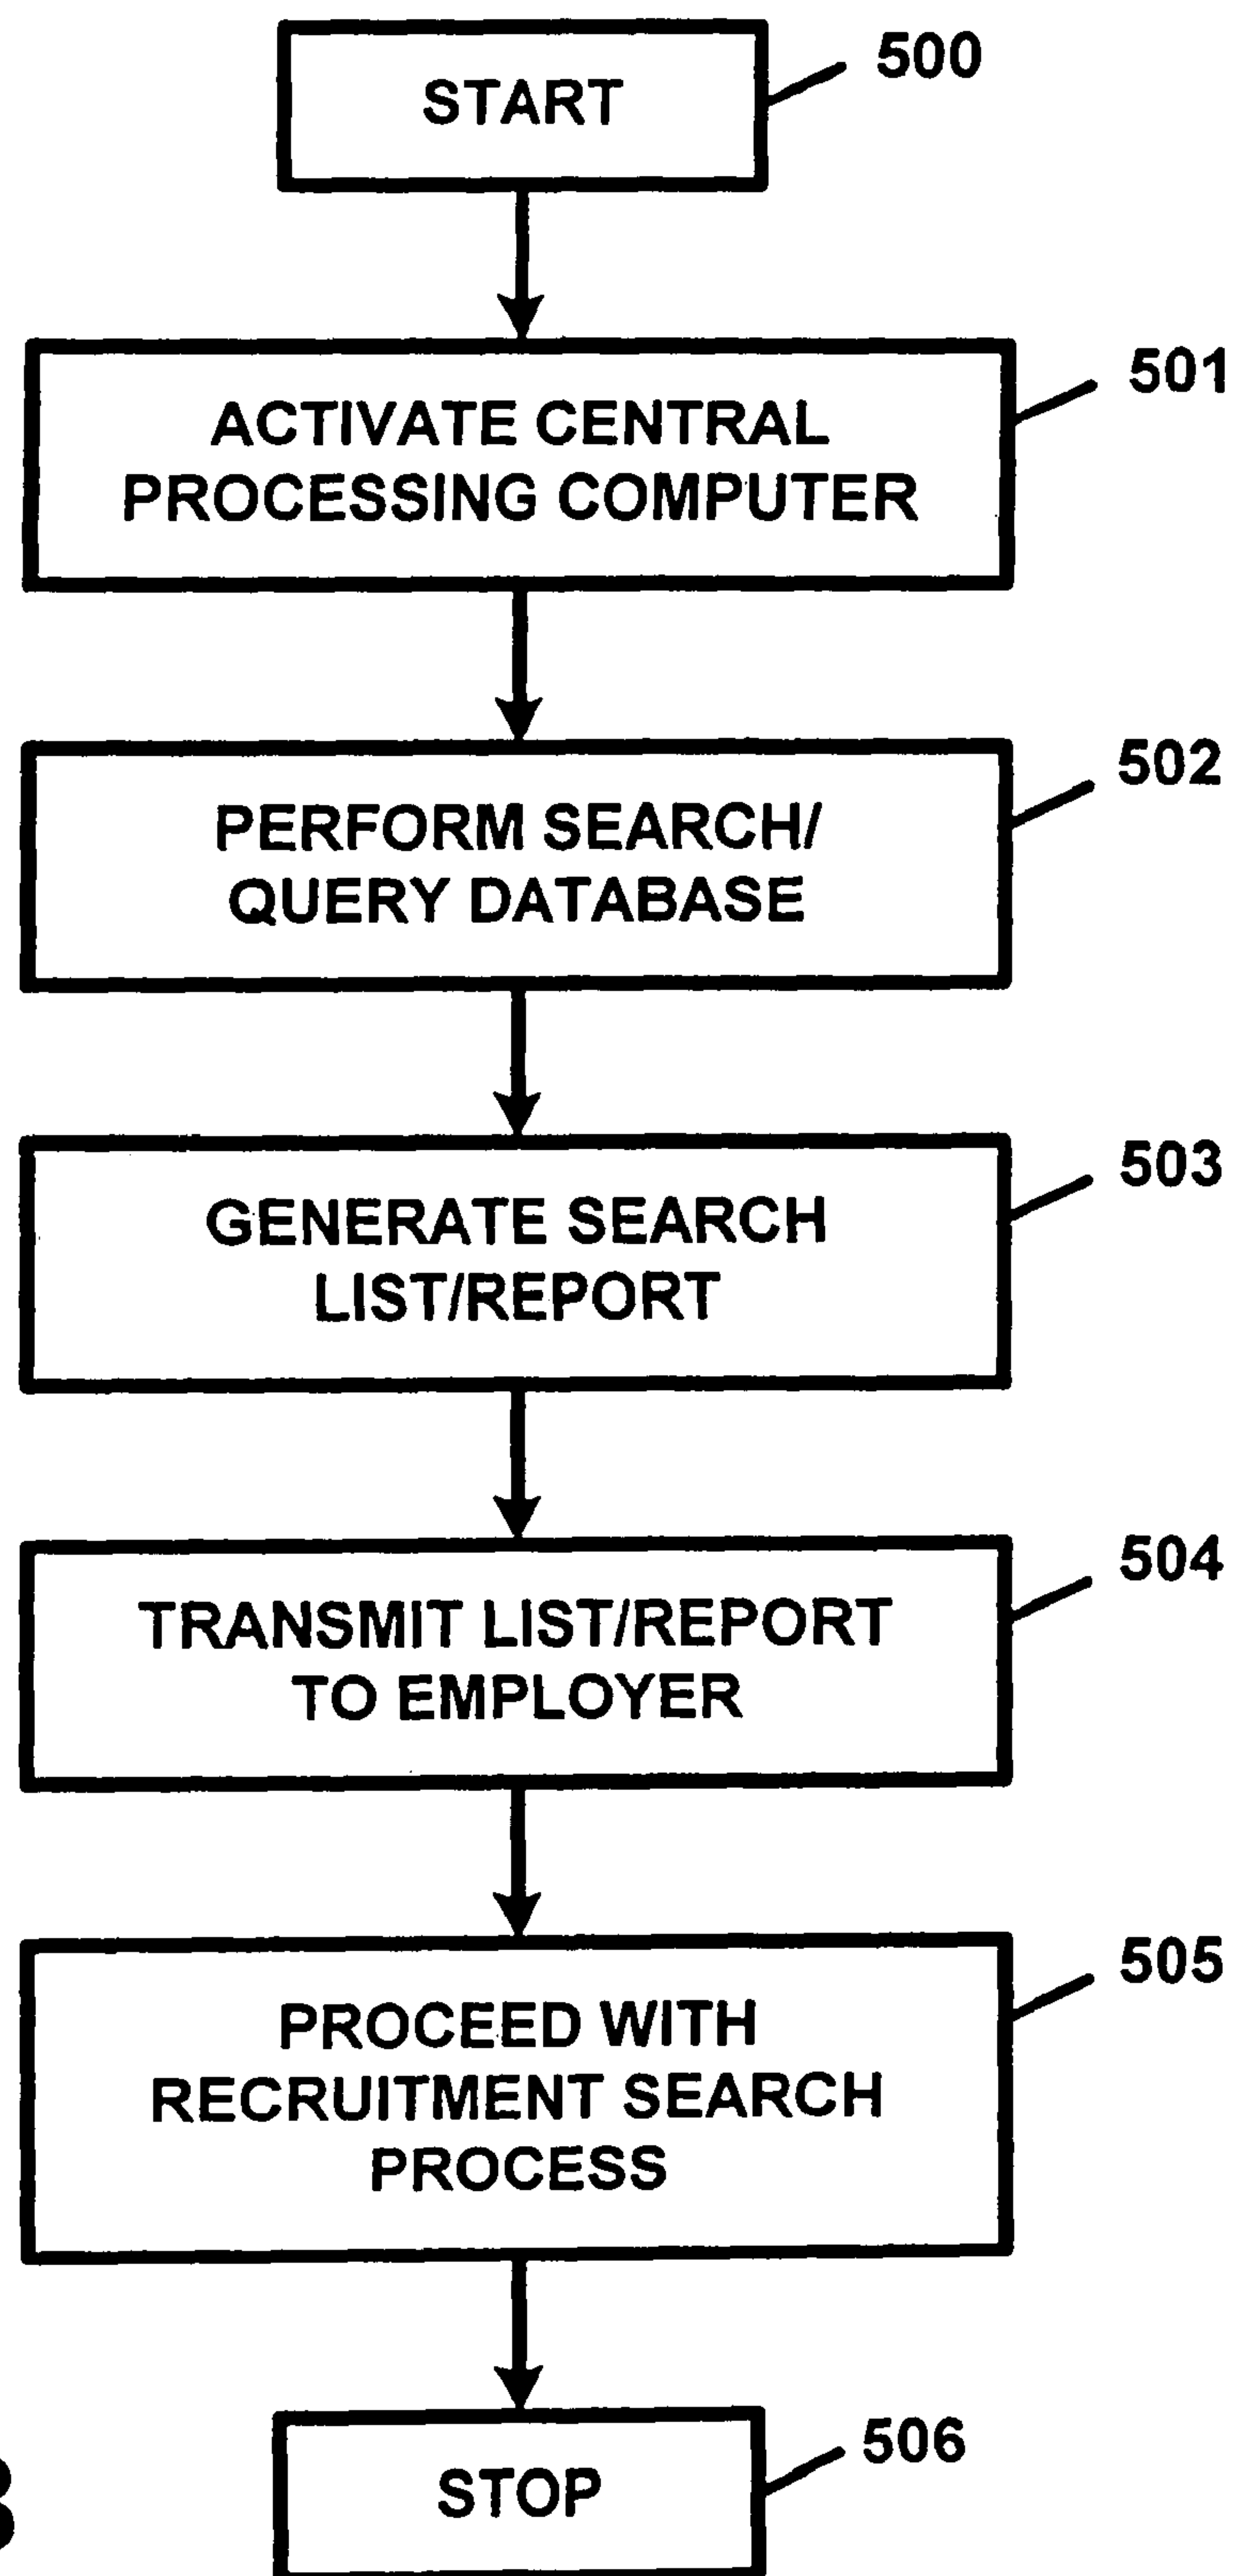 START
500
ACTIVATE CENTRAL
PROCESSING COMPUTER
501
PERFORM SEARCH/
QUERY DATABASE
502
GENERATE SEARCH
LIST/REPORT
503
TRANSMIT LIST/REPORT
TO EMPLOYER
504
PROCEED WITH
RECRUITMENT SEARCH
PROCESS
505
STOP
506